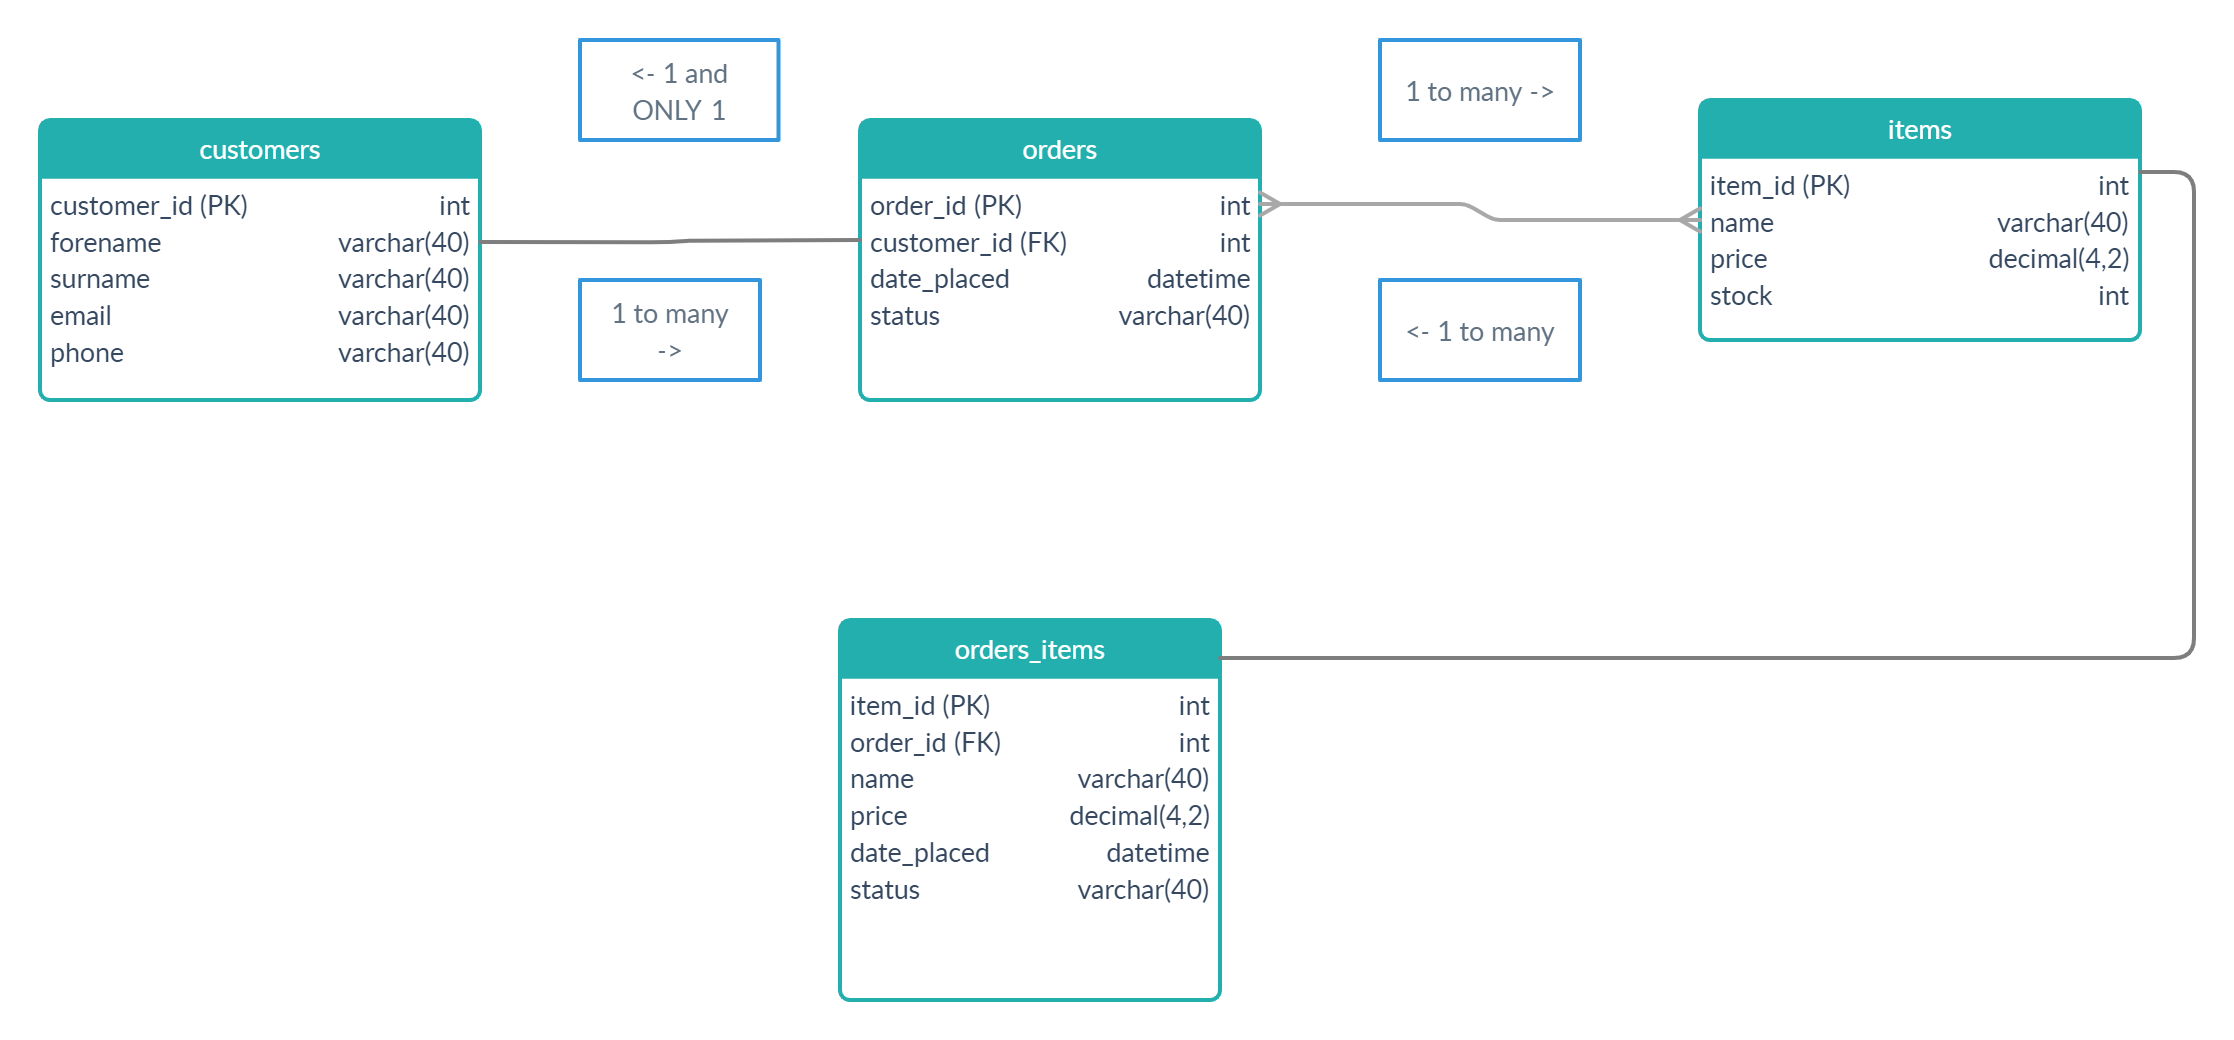 <- 1 and
ONLY 1
1 to many ->
customers
customer_id (PK) int
forename varchar(40)
surname varchar(40)
email varchar(40)
phone varchar(40)
orders
order_id (PK) int
customer_id (FK) int
date_placed datetime
status varchar(40)
items
item_id (PK) int
name varchar(40)
price decimal(4,2)
stock int
1 to many
->
<- 1 to many
orders_items
item_id (PK) int
order_id (FK) int
name varchar(40)
price decimal(4,2)
date_placed datetime
status varchar(40)